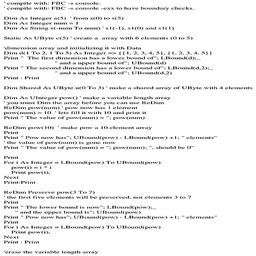 ' compile with: FBC -s console.
' compile with: FBC -s console -exx to have boundary checks.
Dim As Integer a(5) ' from s(0) to s(5)
Dim As Integer num = 1
Dim As String s(-num To num) ' s1(-1), s1(0) and s1(1)
Static As UByte c(5) ' create a array with 6 elements (0 to 5)
'dimension array and initializing it with Data
Dim d(1 To 2, 1 To 5) As Integer => {{1, 2, 3, 4, 5}, {1, 2, 3, 4, 5}}
Print " The first dimension has a lower bound of"; LBound(d);_
" and a upper bound of"; UBound(d)
Print " The second dimension has a lower bound of"; LBound(d,2);_
" and a upper bound of"; UBound(d,2)
Print : Print
Dim Shared As UByte u(0 To 3) ' make a shared array of UByte with 4 elements
Dim As UInteger pow() ' make a variable length array
' you must Dim the array before you can use ReDim
ReDim pow(num) ' pow now has 1 element
pow(num) = 10 ' lets fill it with 10 and print it
Print " The value of pow(num) = "; pow(num)
ReDim pow(10) ' make pow a 10 element array
Print
Print " Pow now has"; UBound(pow) - LBound(pow) +1; " elements"
' the value of pow(num) is gone now
Print " The value of pow(num) = "; pow(num); ", should be 0"
Print
For i As Integer = LBound(pow) To UBound(pow)
pow(i) = i * i
Print pow(i),
Next
Print:Print
ReDim Preserve pow(3 To 7)
' the first five elements will be preserved, not elements 3 to 7
Print
Print " The lower bound is now"; LBound(pow);_
" and the upper bound is"; UBound(pow)
Print " Pow now has"; UBound(pow) - LBound(pow) +1; " elements"
Print
For i As Integer = LBound(pow) To UBound(pow)
Print pow(i),
Next
Print : Print
'erase the variable length array